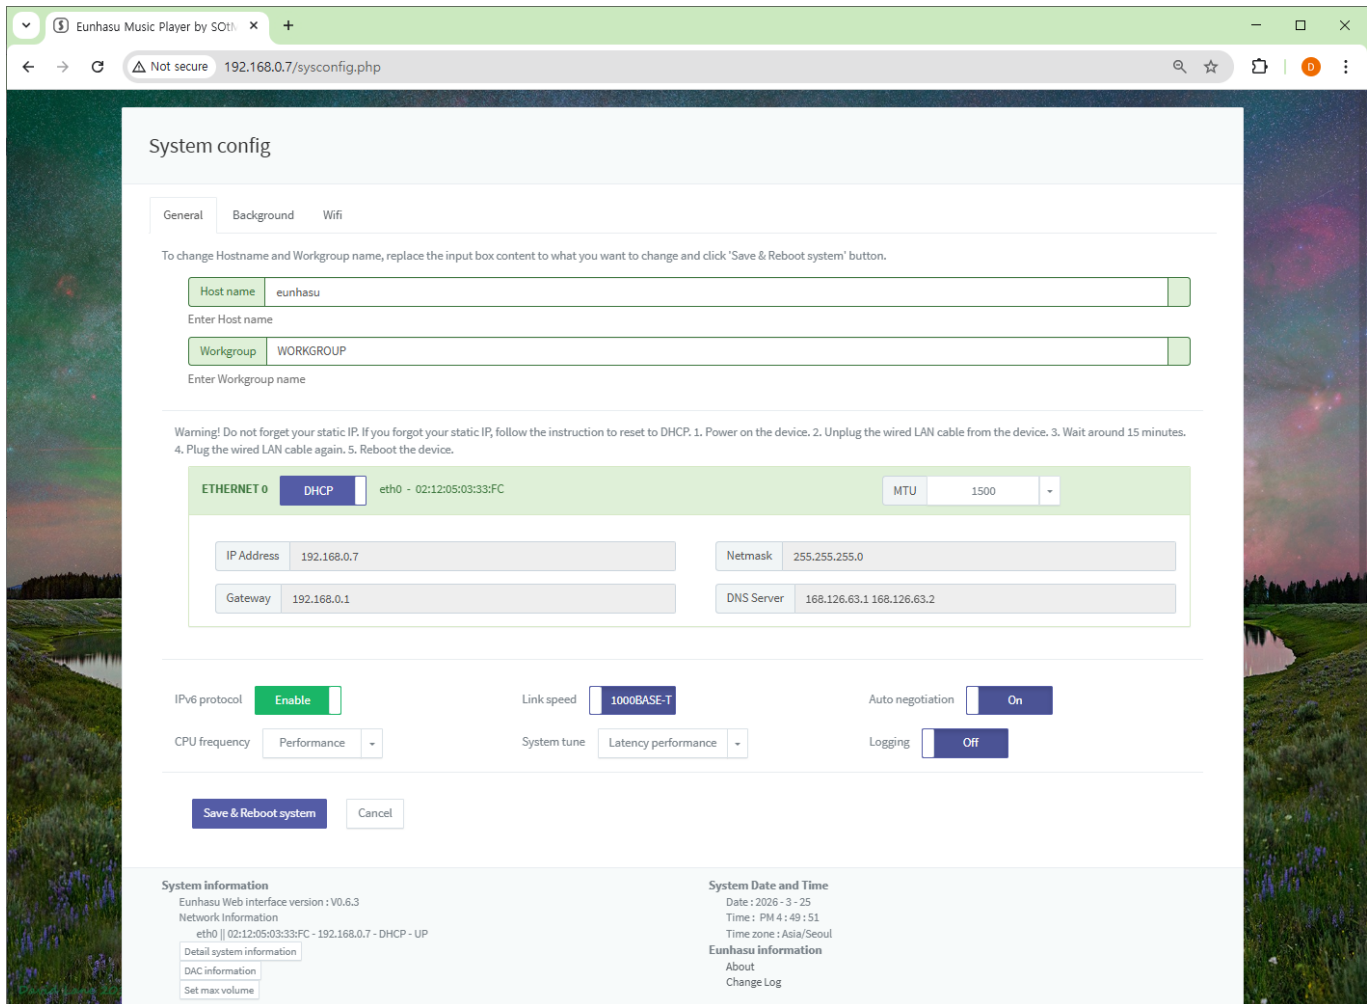 Eunhasu Music Player by SOtM
Not secure 192.168.0.7/sysconfig.php
D
System config
General Background Wifi
To change Hostname and Workgroup name, replace the input box content to what you want to change and click 'Save & Reboot system' button.
Host name eunhasu
Enter Host name
Workgroup WORKGROUP
Enter Workgroup name
Warning! Do not forget your static IP. If you forgot your static IP, follow the instruction to reset to DHCP. 1. Power on the device. 2. Unplug the wired LAN cable from the device. 3. Wait around 15 minutes.
4. Plug the wired LAN cable again. 5. Reboot the device.
ETHERNET 0 DHCP eth0 - 02:12:05:03:33:FC MTU 1500
IP Address 192.168.0.7 Netmask 255.255.255.0
Gateway 192.168.0.1 DNS Server 168.126.63.1 168.126.63.2
IPv6 protocol Enable Link speed 1000BASE-T Auto negotiation On
CPU frequency Performance System tune Latency performance Logging Off
Save & Reboot system Cancel
System information
Eunhasu Web interface version : V0.6.3
Network Information
eth0 || 02:12:05:03:33:FC - 192.168.0.7 - DHCP - UP
Detail system information
DAC information
Set max volume
System Date and Time
Date : 2026 - 3 - 25
Time : PM 4 : 49 : 51
Time zone : Asia/Seoul
Eunhasu information
About
Change Log